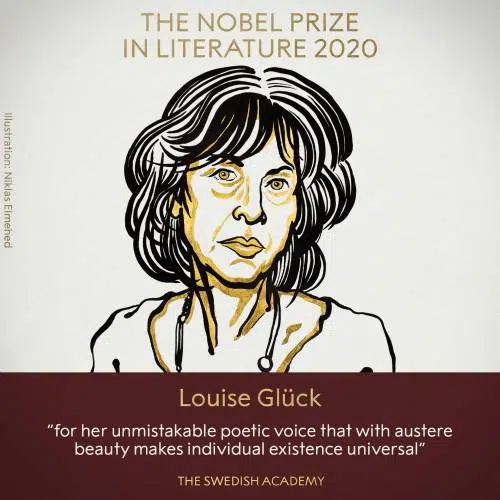 THE NOBEL PRIZE
IN LITERATURE 2020
Illustration: Niklas Elmehed
Louise Glück
“for her unmistakable poetic voice that with austere
beauty makes individual existence universal”
THE SWEDISH ACADEMY